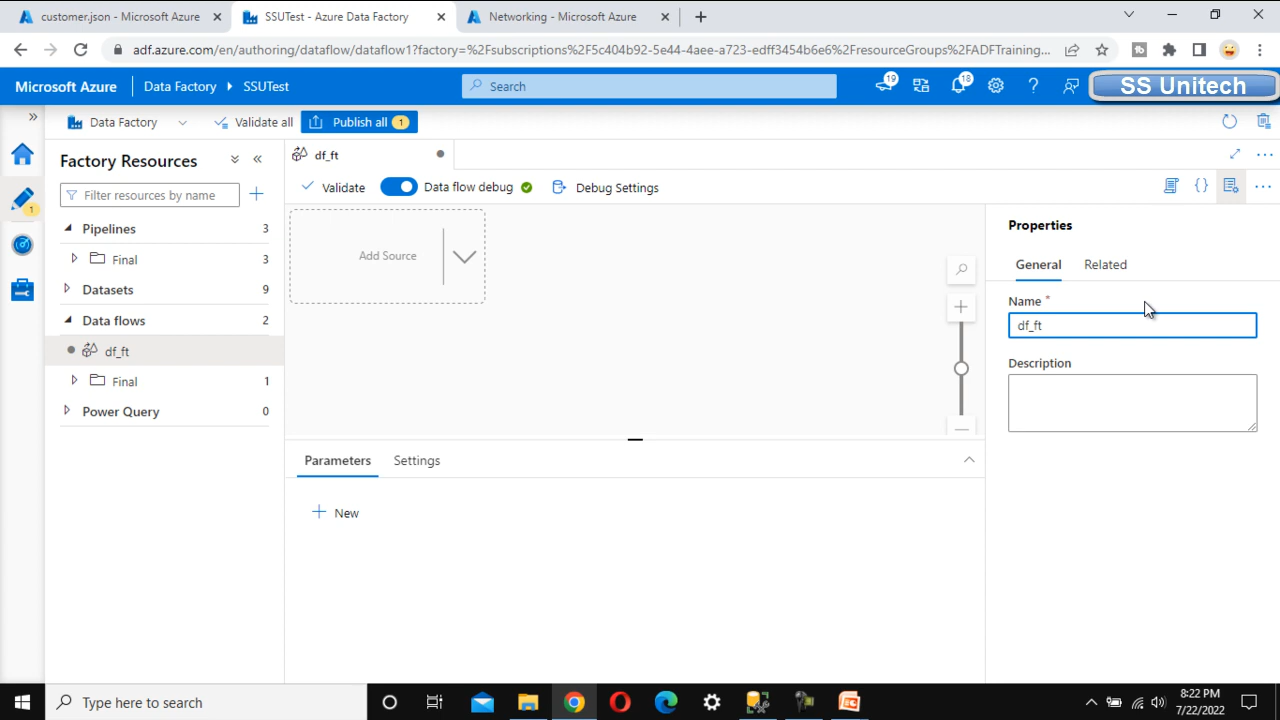 customer.json - Microsoft Azure
SSUTest - Azure Data Factory
Networking - Microsoft Azure
adf.azure.com/en/authoring/dataflow/dataflow1?factory=%2Fsubscriptions%2F5c404b92-5e44-4aee-a723-edff3454b6e6%2FresourceGroups%2FADFTraining...
Microsoft Azure
Data Factory
SSUTest
Search
19
18
SS Unitech
Data Factory
Validate all
Publish all
1
Factory Resources
df_ft
Filter resources by name
Validate
Data flow debug
Debug Settings
1
Pipelines
3
Final
3
Datasets
9
Data flows
2
df_ft
Final
1
Power Query
0
Add Source
Parameters
Settings
New
Properties
General
Related
Name *
df_ft
Description
Type here to search
8:22 PM
7/22/2022